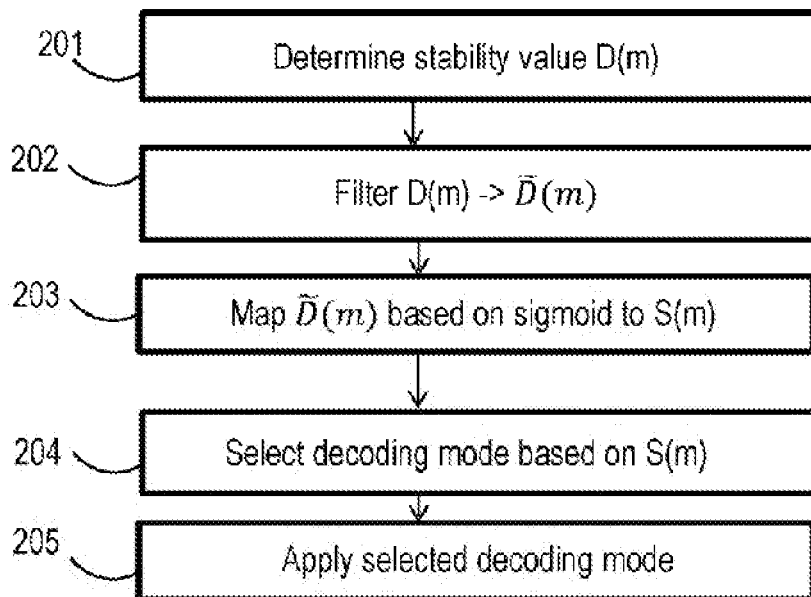 201
Determine stability value D(m)
202
Filter D(m) -> D̃(m)
203
Map D̃(m) based on sigmoid to S(m)
204
Select decoding mode based on S(m)
205
Apply selected decoding mode